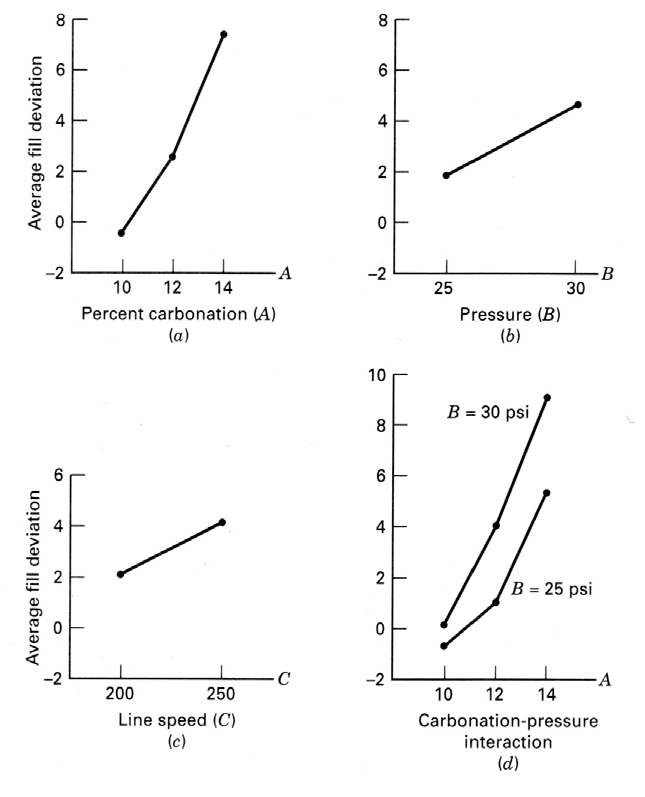 8
6
4
2
0
−2
Average fill deviation
10 12 14
A
Percent carbonation (A)
(a)
8
6
4
2
0
−2
25 30
B
Pressure (B)
(b)
6
4
2
0
−2
Average fill deviation
200 250
C
Line speed (C)
(c)
10
8
6
4
2
0
−2
B = 30 psi
B = 25 psi
10 12 14
A
Carbonation-pressure
interaction
(d)